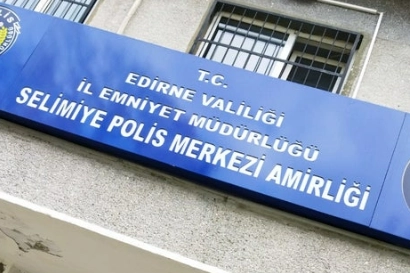 T.C.
EDİRNE VALİLİĞİ
İL EMNİYET MÜDÜRLÜĞÜ
SELİMİYE POLİS MERKEZİ AMİRLİĞİ